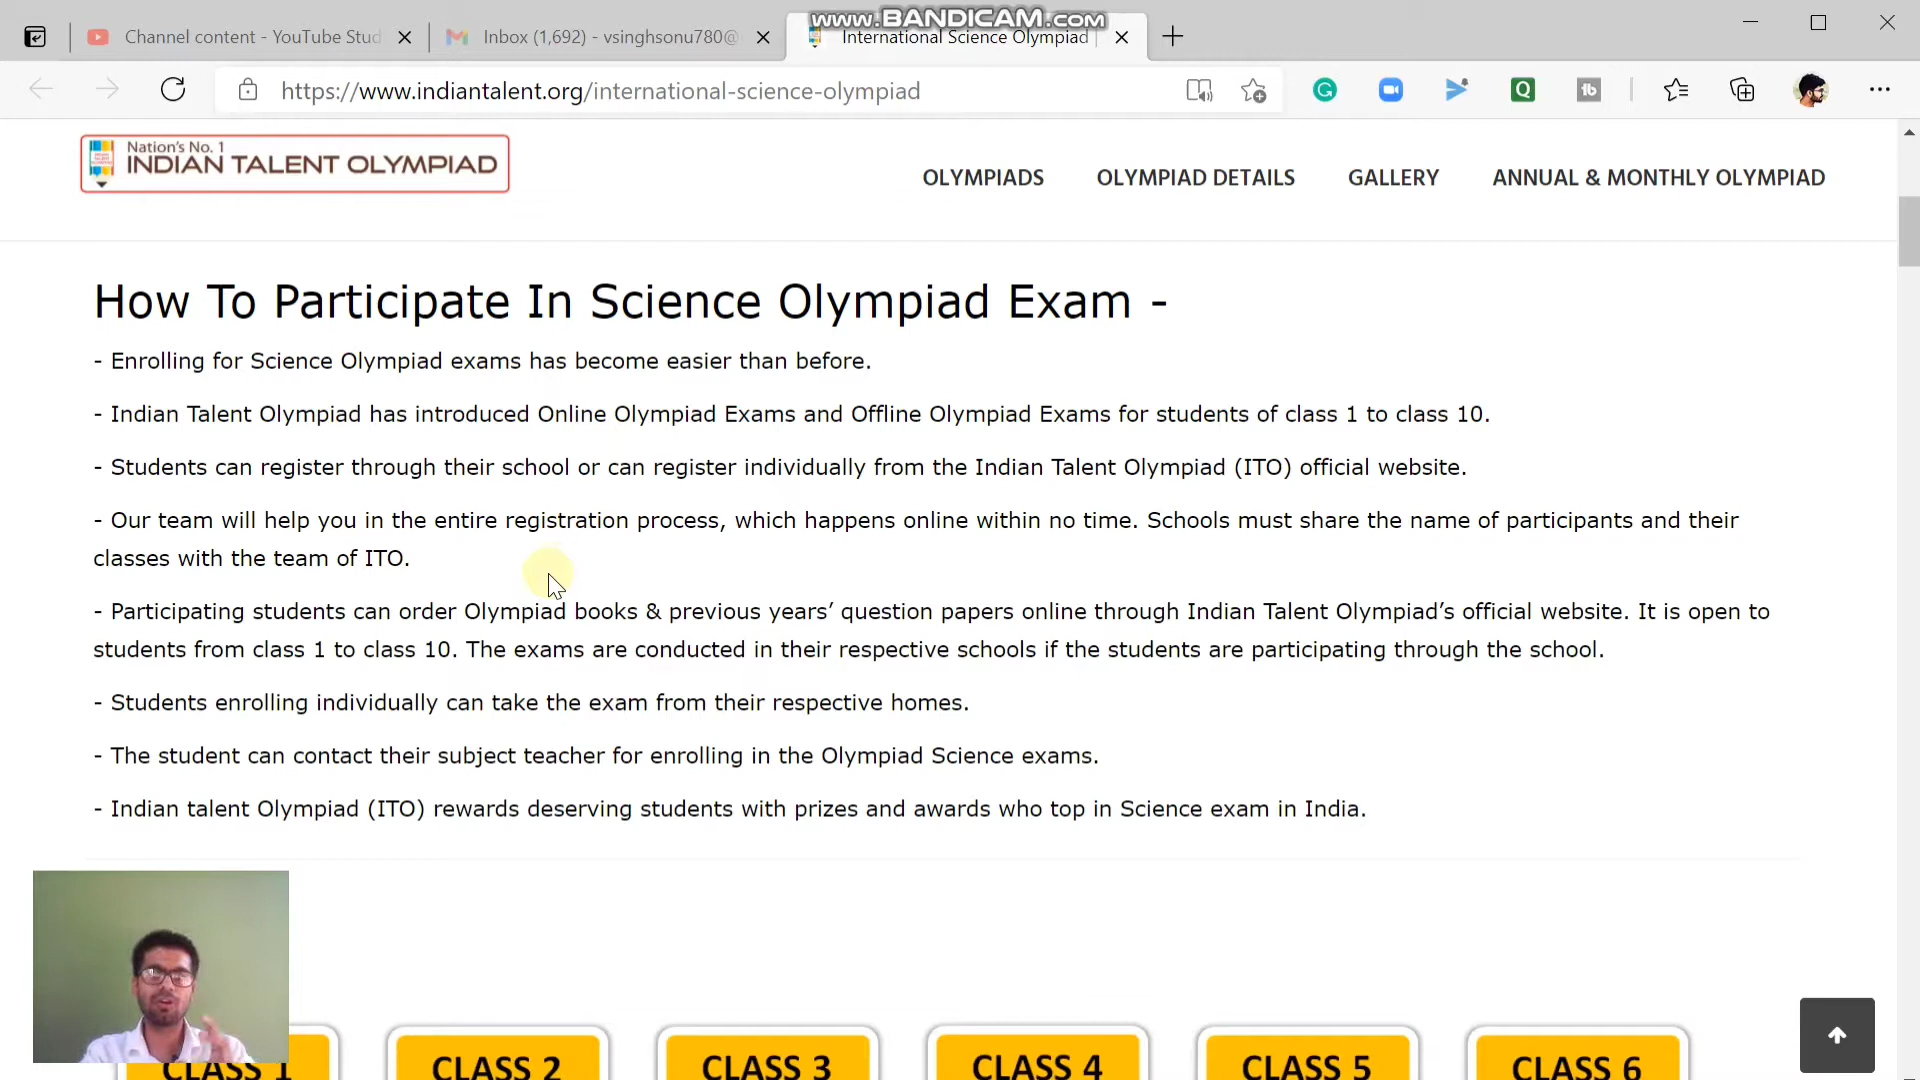 www.BANDICAM.com
Channel content - YouTube Stud
Inbox (1,692) - vsinghsonu780@
International Science Olympiad
https://www.indiantalent.org/international-science-olympiad
Nation's No. 1
INDIAN TALENT OLYMPIAD
OLYMPIADS
OLYMPIAD DETAILS
GALLERY
ANNUAL & MONTHLY OLYMPIAD
How To Participate In Science Olympiad Exam -
- Enrolling for Science Olympiad exams has become easier than before.
- Indian Talent Olympiad has introduced Online Olympiad Exams and Offline Olympiad Exams for students of class 1 to class 10.
- Students can register through their school or can register individually from the Indian Talent Olympiad (ITO) official website.
- Our team will help you in the entire registration process, which happens online within no time. Schools must share the name of participants and their
classes with the team of ITO.
- Participating students can order Olympiad books & previous years’ question papers online through Indian Talent Olympiad’s official website. It is open to
students from class 1 to class 10. The exams are conducted in their respective schools if the students are participating through the school.
- Students enrolling individually can take the exam from their respective homes.
- The student can contact their subject teacher for enrolling in the Olympiad Science exams.
- Indian talent Olympiad (ITO) rewards deserving students with prizes and awards who top in Science exam in India.
CLASS 1
CLASS 2
CLASS 3
CLASS 4
CLASS 5
CLASS 6